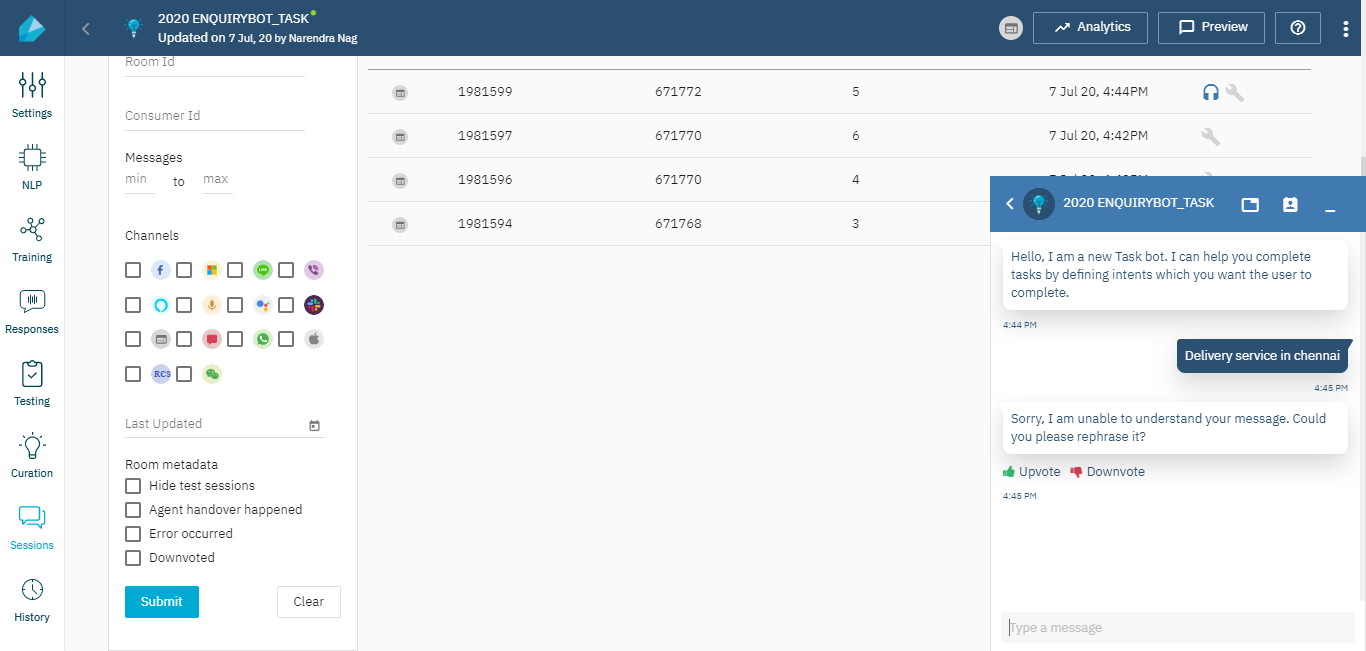 2020 ENQUIRYBOT_TASK
Updated on 7 Jul, 20 by Narendra Nag
Analytics
Preview
Settings
NLP
Training
Responses
Testing
Curation
Sessions
History
Room Id
Consumer Id
Messages
min to max
Channels
RCS
Last Updated
Room metadata
Hide test sessions
Agent handover happened
Error occurred
Downvoted
Submit Clear
1981599 671772 5 7 Jul 20, 4:44PM
1981597 671770 6 7 Jul 20, 4:42PM
1981596 671770 4
1981594 671768 3
2020 ENQUIRYBOT_TASK
Hello, I am a new Task bot. I can help you complete
tasks by defining intents which you want the user to
complete.
4:44 PM
Delivery service in chennai
4:45 PM
Sorry, I am unable to understand your message. Could
you please rephrase it?
Upvote Downvote
4:45 PM
Type a message